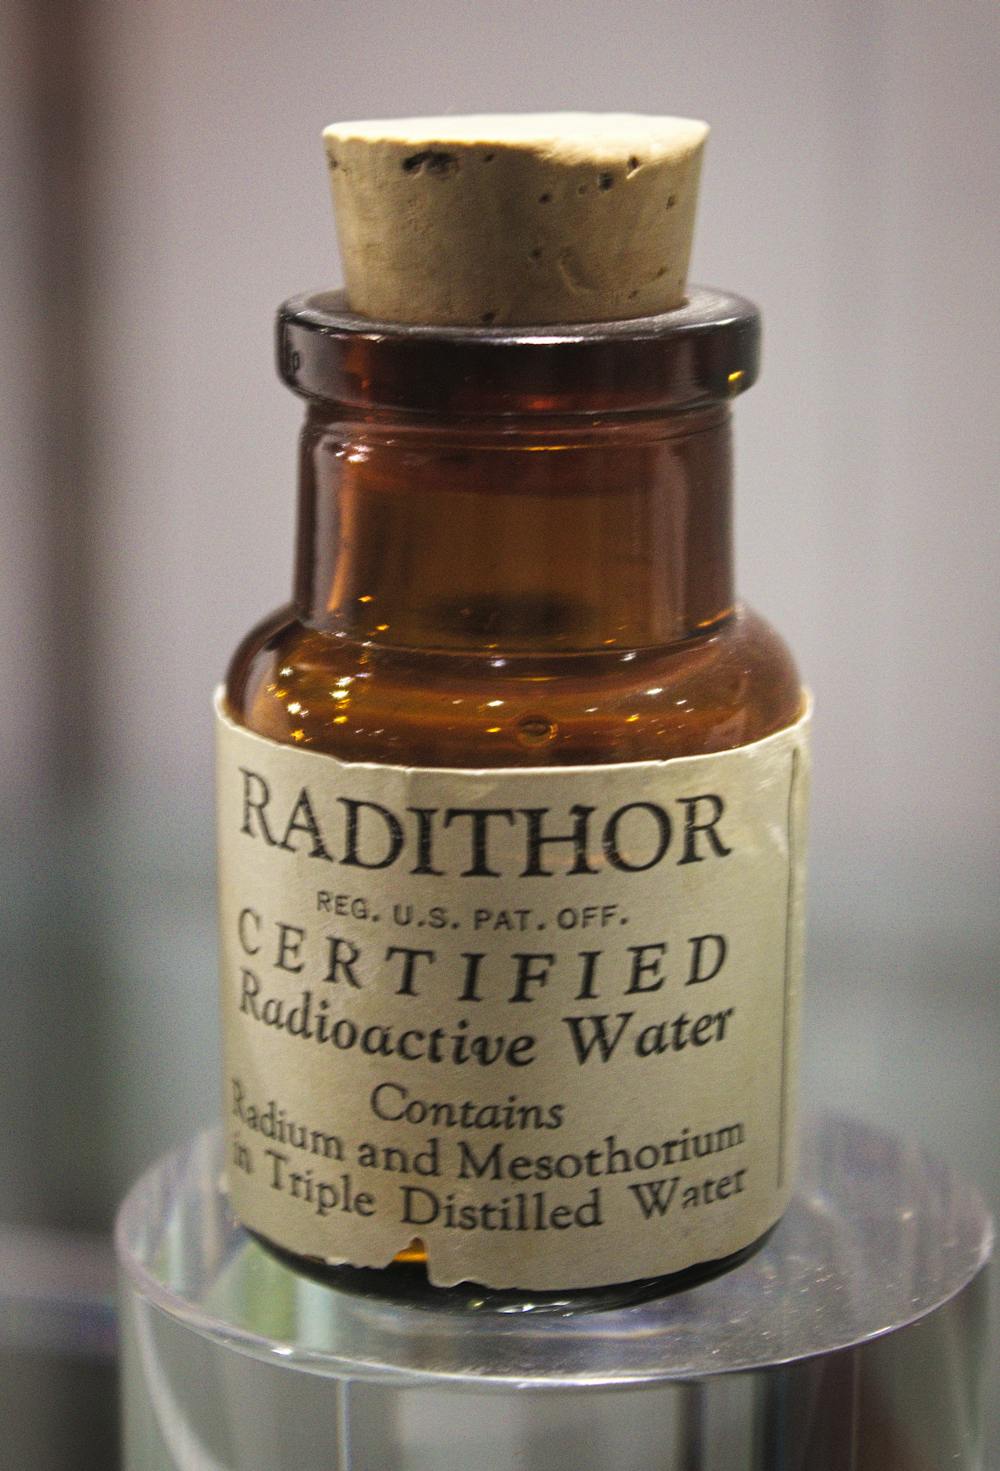 RADITHOR
REG. U.S. PAT. OFF.
CERTIFIED
Radioactive Water
Contains
Radium and Mesothorium
in Triple Distilled Water